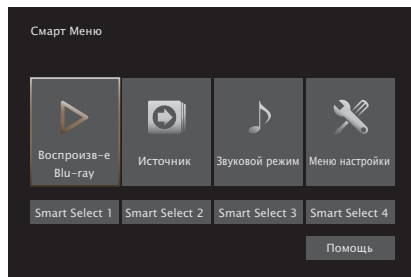 Смарт Меню
Воспроизв-е
Blu-ray
Источник
Звуковой режим
Меню настройки
Smart Select 1
Smart Select 2
Smart Select 3
Smart Select 4
Помощь